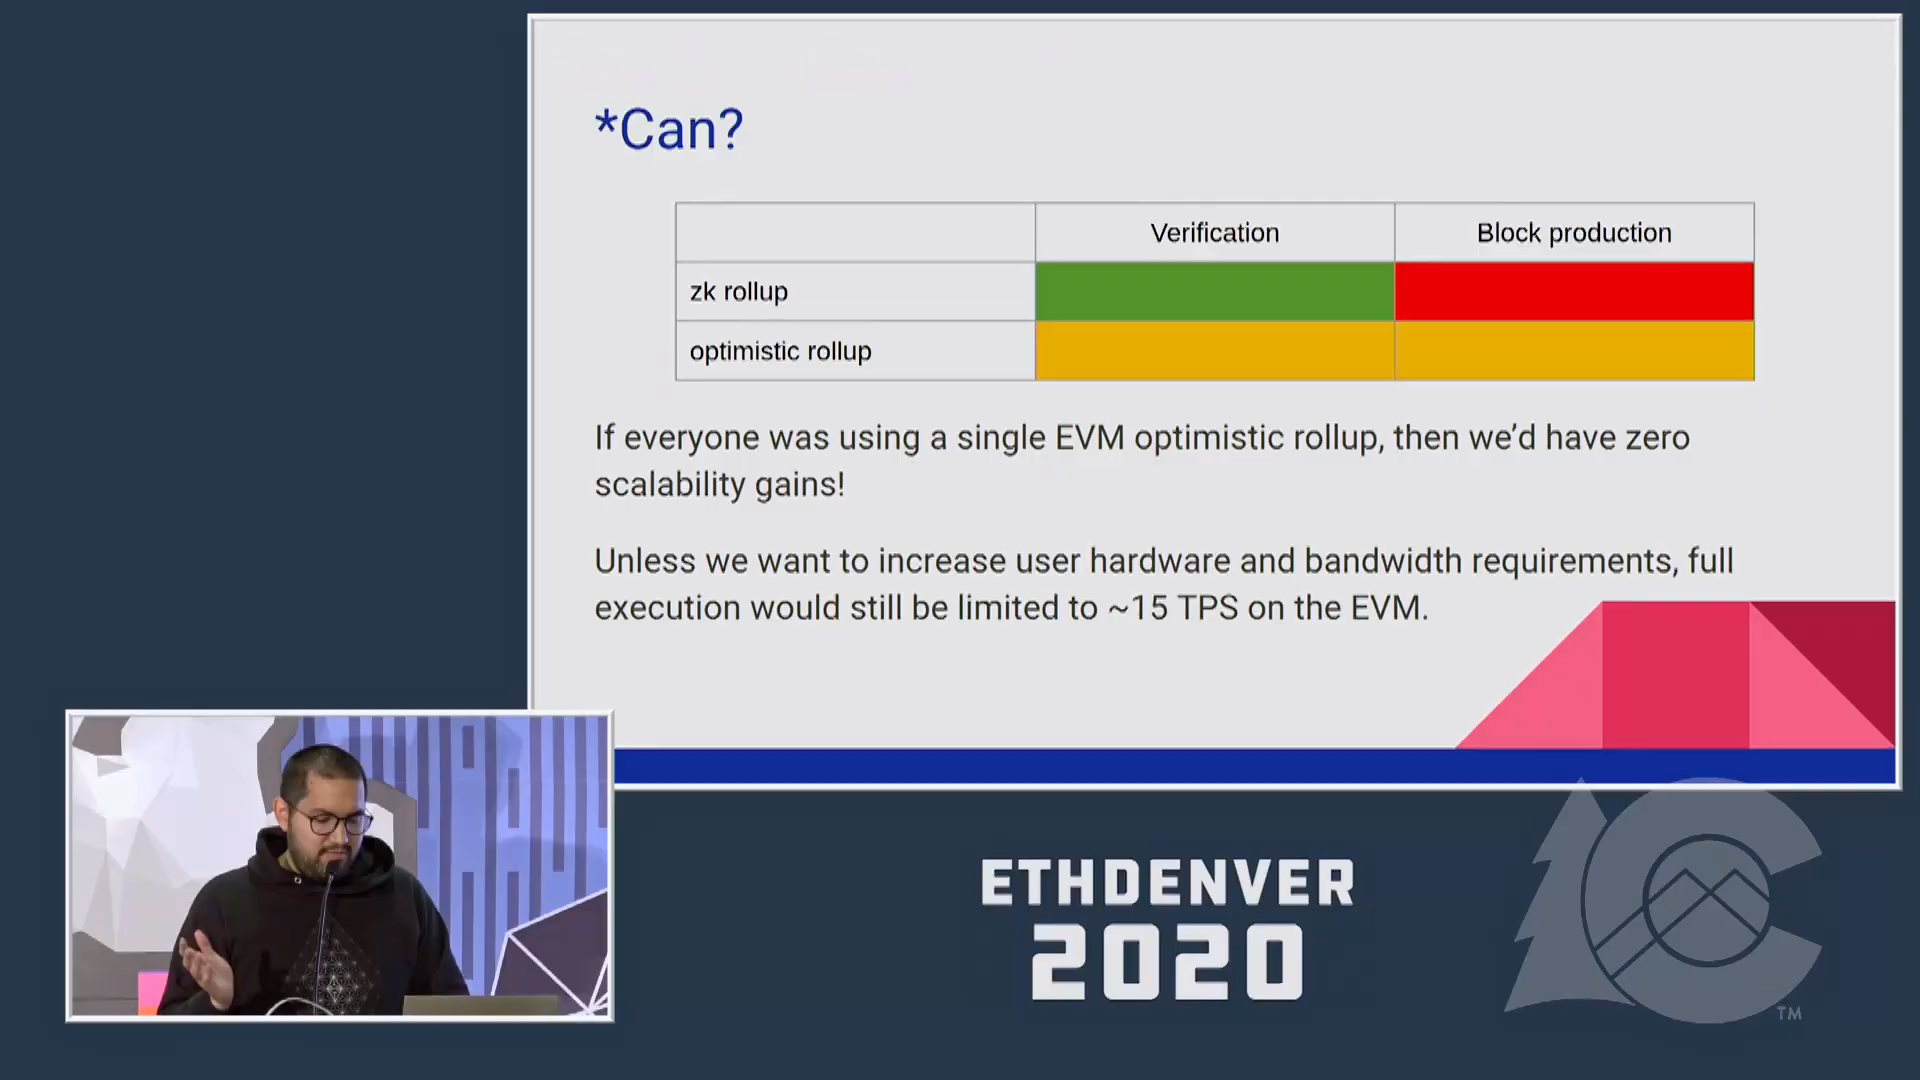 *Can?
Verification Block production
zk rollup
optimistic rollup
If everyone was using a single EVM optimistic rollup, then we’d have zero
scalability gains!
Unless we want to increase user hardware and bandwidth requirements, full
execution would still be limited to ~15 TPS on the EVM.
ETHDENVER
2020
TM